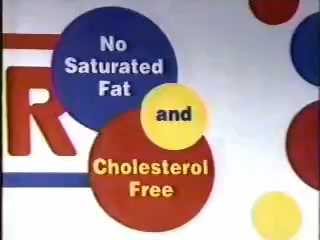 No
Saturated
Fat
and
Cholesterol
Free
R